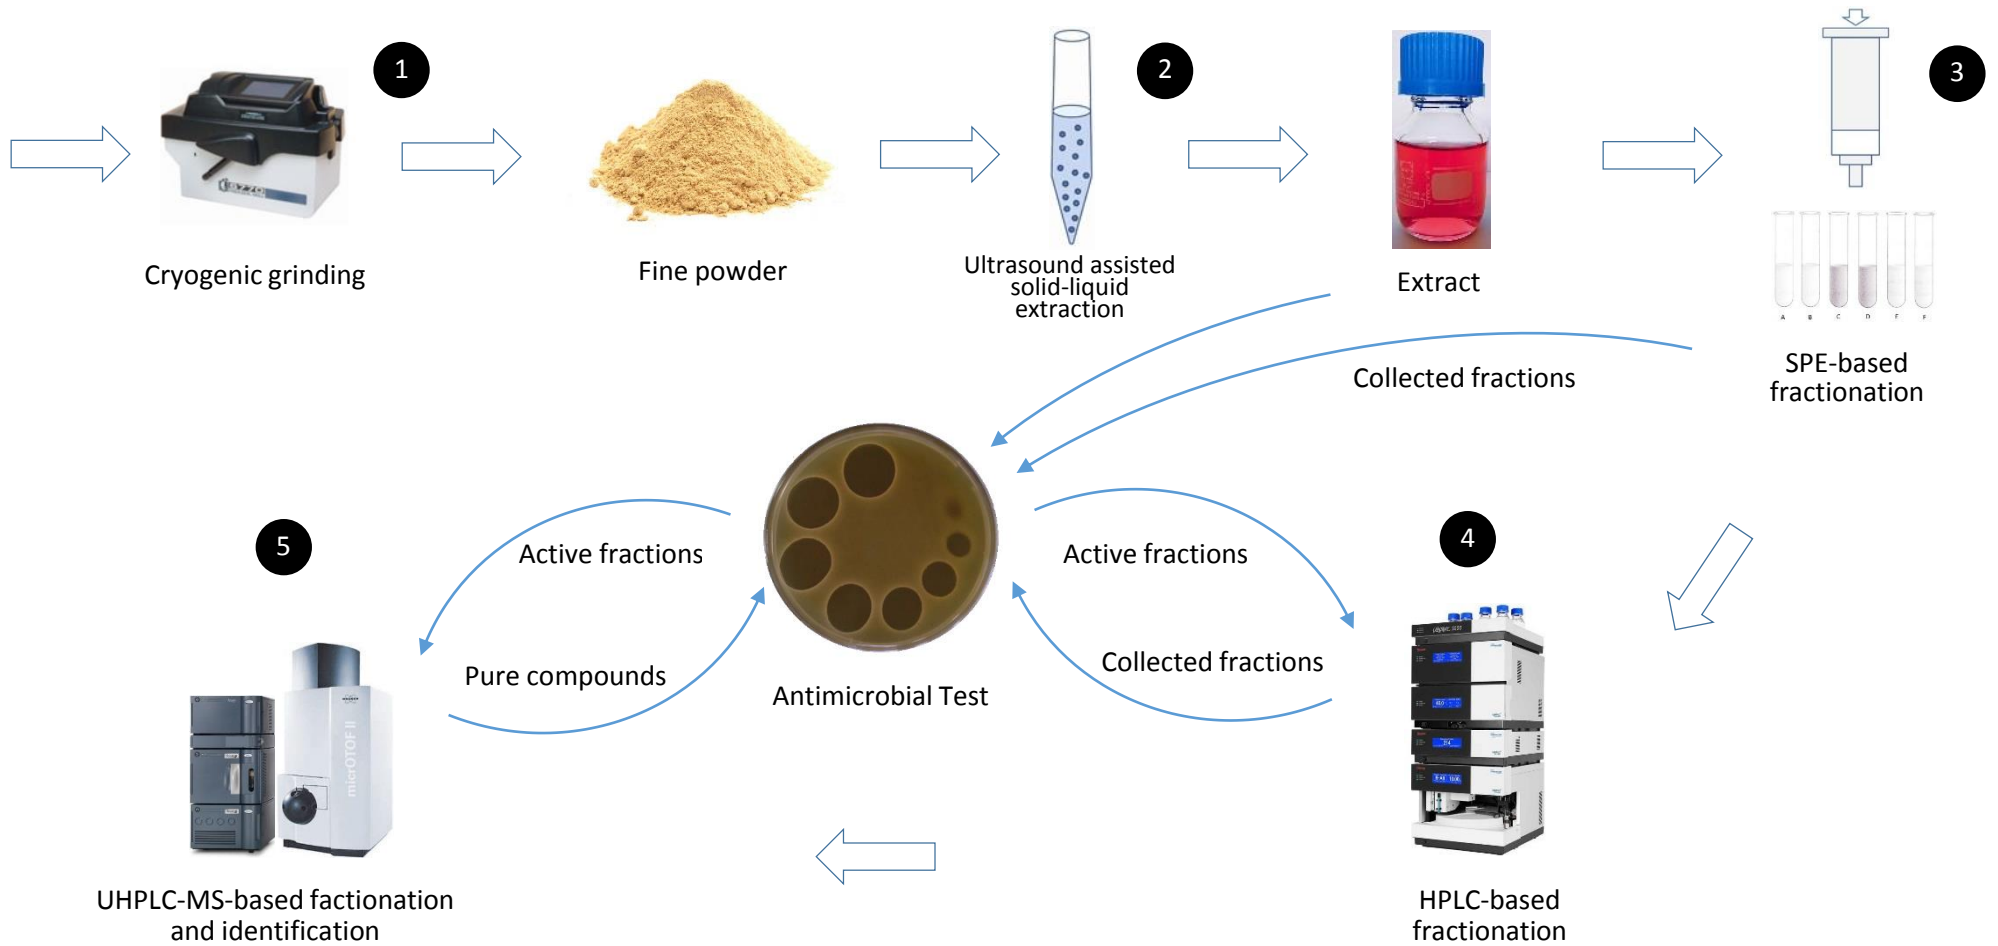 1
2
3
Cryogenic grinding
Fine powder
Ultrasound assisted
solid-liquid
extraction
Extract
A B C D E F
SPE-based
fractionation
Collected fractions
5
4
Active fractions
Active fractions
Pure compounds
Collected fractions
Antimicrobial Test
micrOTOF II
UHPLC-MS-based factionation
and identification
HPLC-based
fractionation